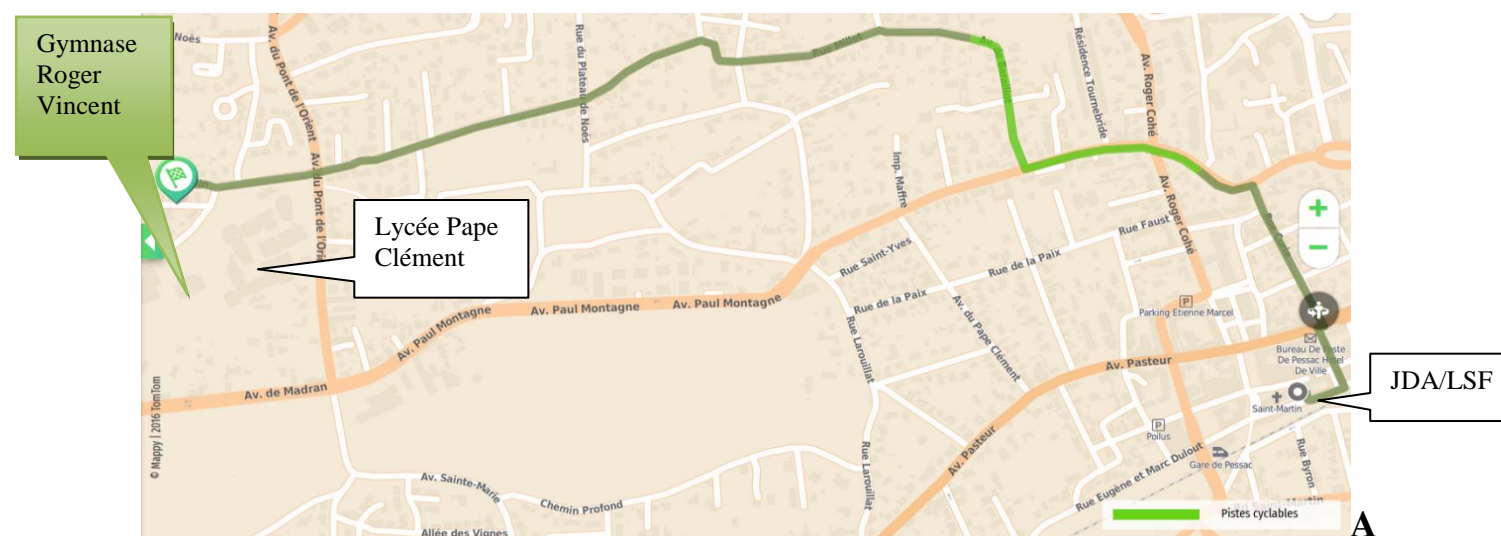 Gymnase
Roger
Vincent
Noès
Av. du Pont de l'Orient
Av. du Pont de l'Ori
Rue du Plateau de Noés
Rue Millet
Résidence Tournebride
Av. Roger Cohé
Imp. Maffre
Av. Roger Cohé
Lycée Pape
Clément
Rue Faust
Rue Saint-Yves
Rue de la Paix
Rue de la Paix
Av. Paul Montagne
Av. Paul Montagne
Av. Paul Montagne
Av. du Pape Clément
Rue Larouillat
Parking Etienne Marcel
Bureau De Poste
De Pessac Hotel
De Ville
Av. Pasteur
Av. de Madran
JDA/LSF
Saint-Martin
© Mappy | 2016 TomTom
Poilus
Av. Pasteur
Rue Larouillat
Gare de Pessac
Rue Byron
Rue Eugène et Marc Dulout
Av. Sainte-Marie
Chemin Profond
Allée des Vignes
Pistes cyclables
A